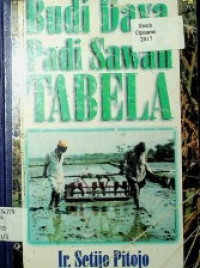 Budi Daya
Stock
Opname
2017
Padi Sawah
TABELA
Ir. Setijo Pitojo